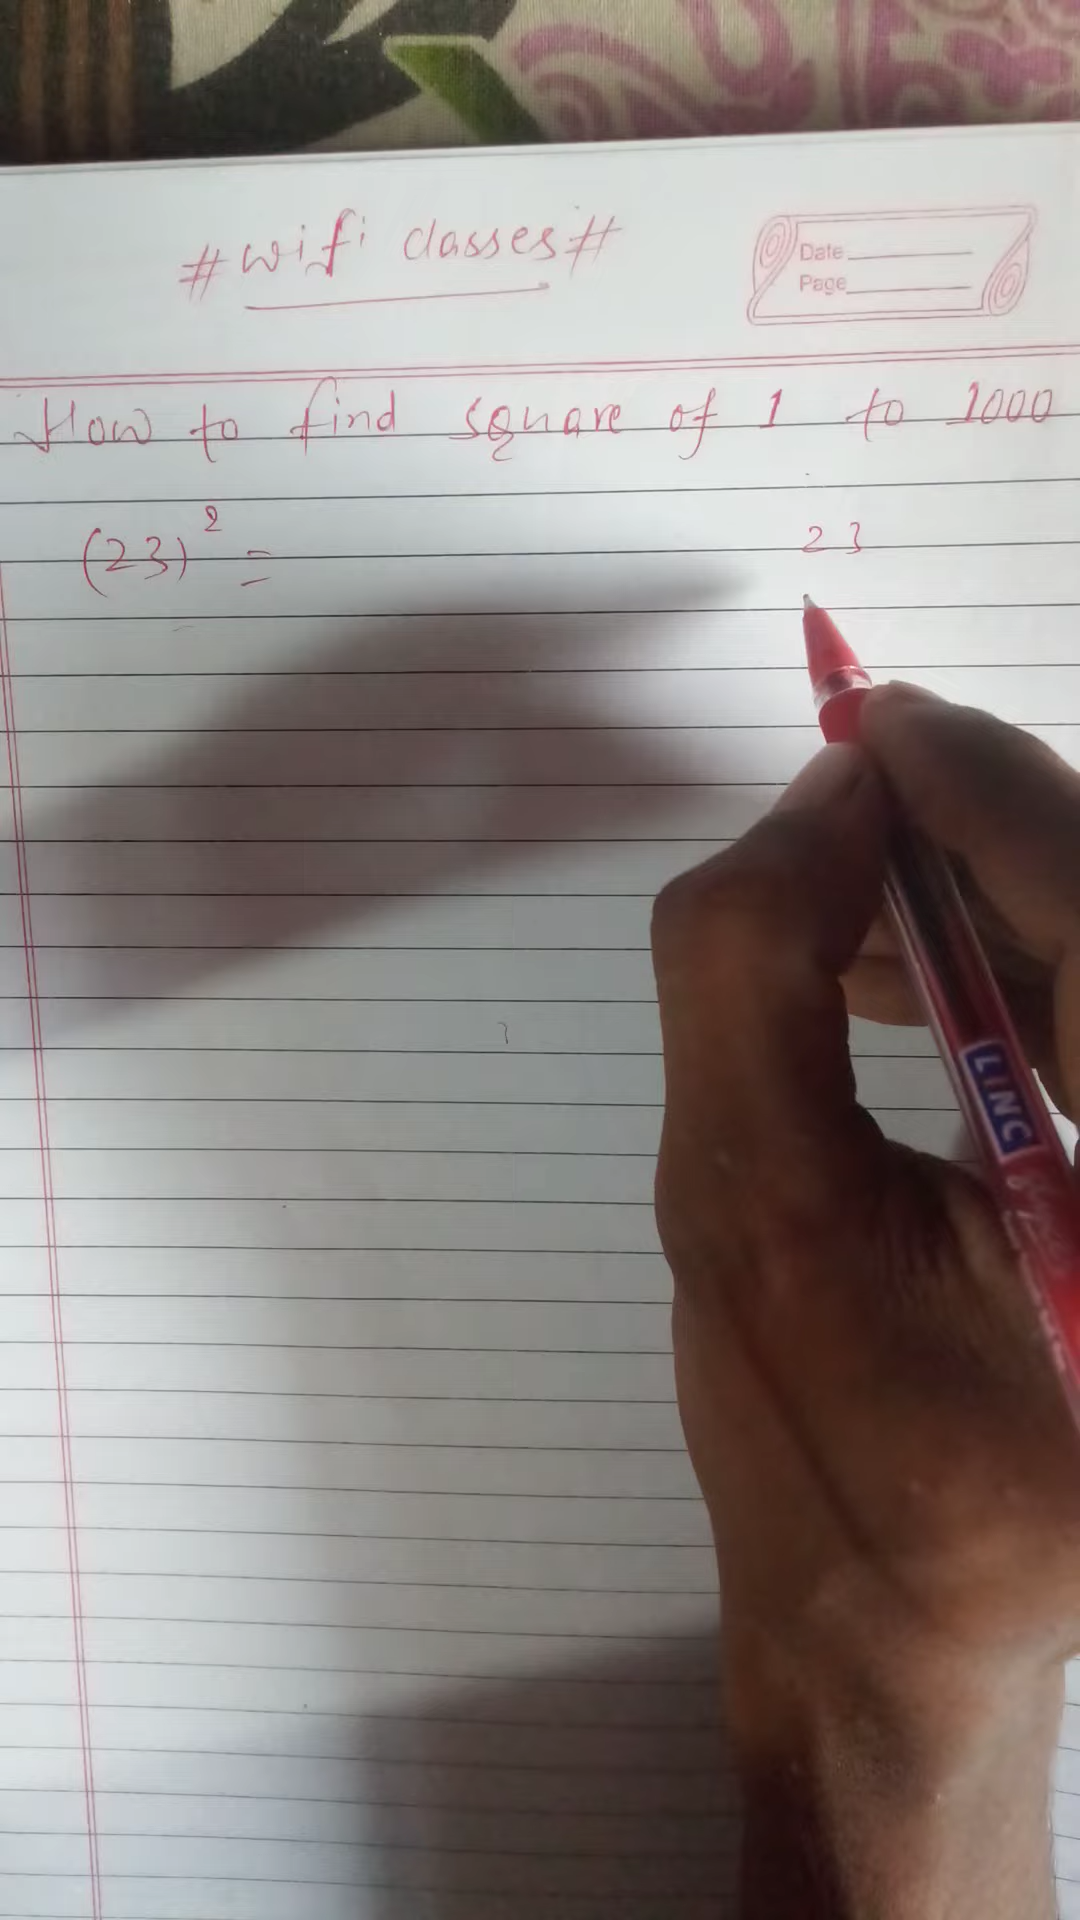 #wifi classes#
Date
Page
How to find square of 1 to 1000
(23)² =
23
LINC